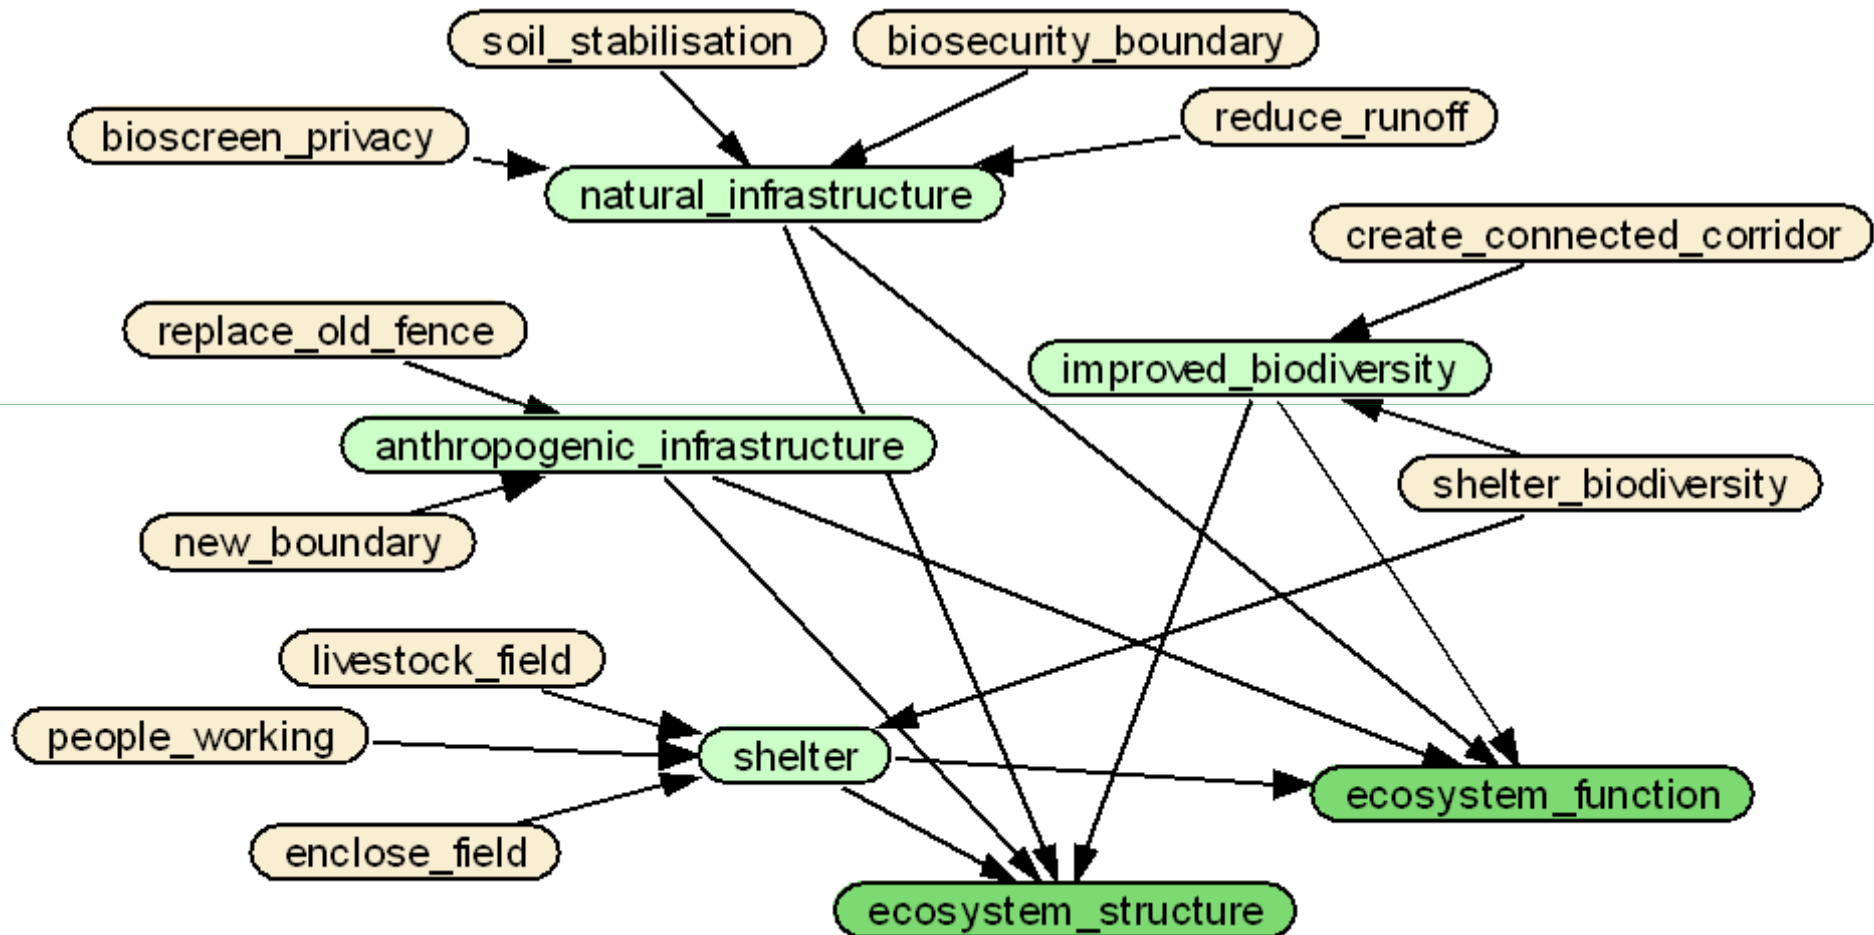 soil_stabilisation
biosecurity_boundary
reduce_runoff
bioscreen_privacy
natural_infrastructure
create_connected_corridor
replace_old_fence
improved_biodiversity
anthropogenic_infrastructure
shelter_biodiversity
new_boundary
livestock_field
people_working
shelter
ecosystem_function
enclose_field
ecosystem_structure